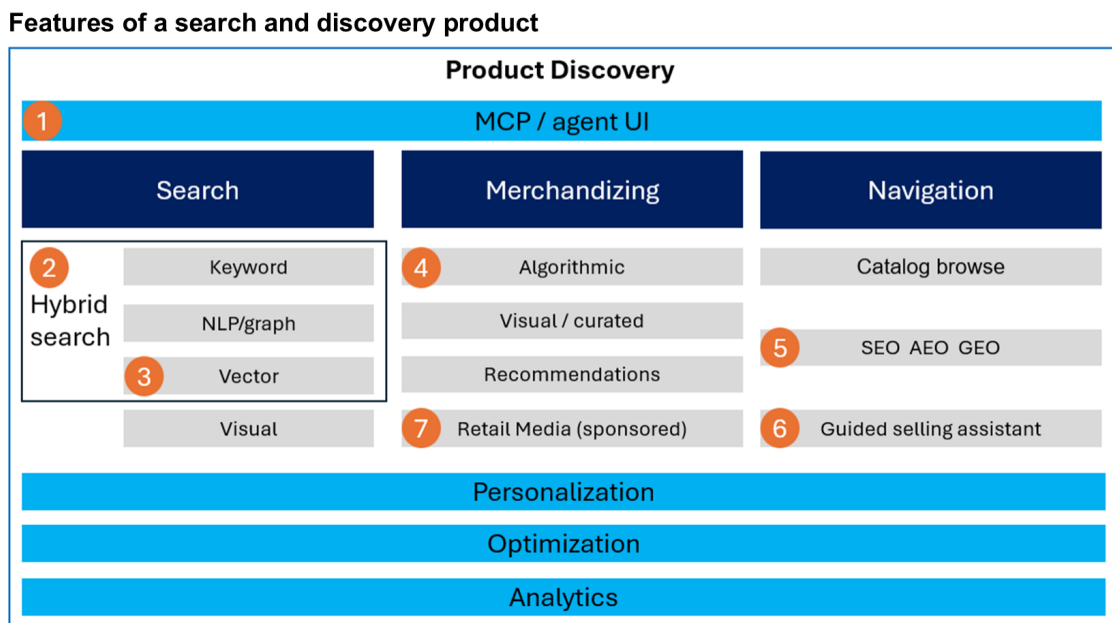 Features of a search and discovery product
Product Discovery
1
MCP / agent UI
Search
Merchandizing
Navigation
2
Hybrid
search
Keyword
NLP/graph
3
Vector
Visual
4
Algorithmic
Visual / curated
Recommendations
7
Retail Media (sponsored)
Catalog browse
5
SEO AEO GEO
6
Guided selling assistant
Personalization
Optimization
Analytics